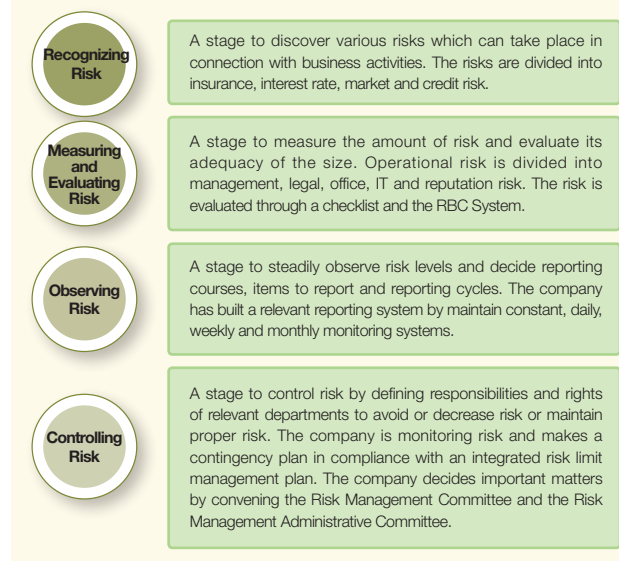 Recognizing
Risk
A stage to discover various risks which can take place in
connection with business activities. The risks are divided into
insurance, interest rate, market and credit risk.
Measuring
and
Evaluating
Risk
A stage to measure the amount of risk and evaluate its
adequacy of the size. Operational risk is divided into
management, legal, office, IT and reputation risk. The risk is
evaluated through a checklist and the RBC System.
Observing
Risk
A stage to steadily observe risk levels and decide reporting
courses, items to report and reporting cycles. The company
has built a relevant reporting system by maintain constant, daily,
weekly and monthly monitoring systems.
Controlling
Risk
A stage to control risk by defining responsibilities and rights
of relevant departments to avoid or decrease risk or maintain
proper risk. The company is monitoring risk and makes a
contingency plan in compliance with an integrated risk limit
management plan. The company decides important matters
by convening the Risk Management Committee and the Risk
Management Administrative Committee.